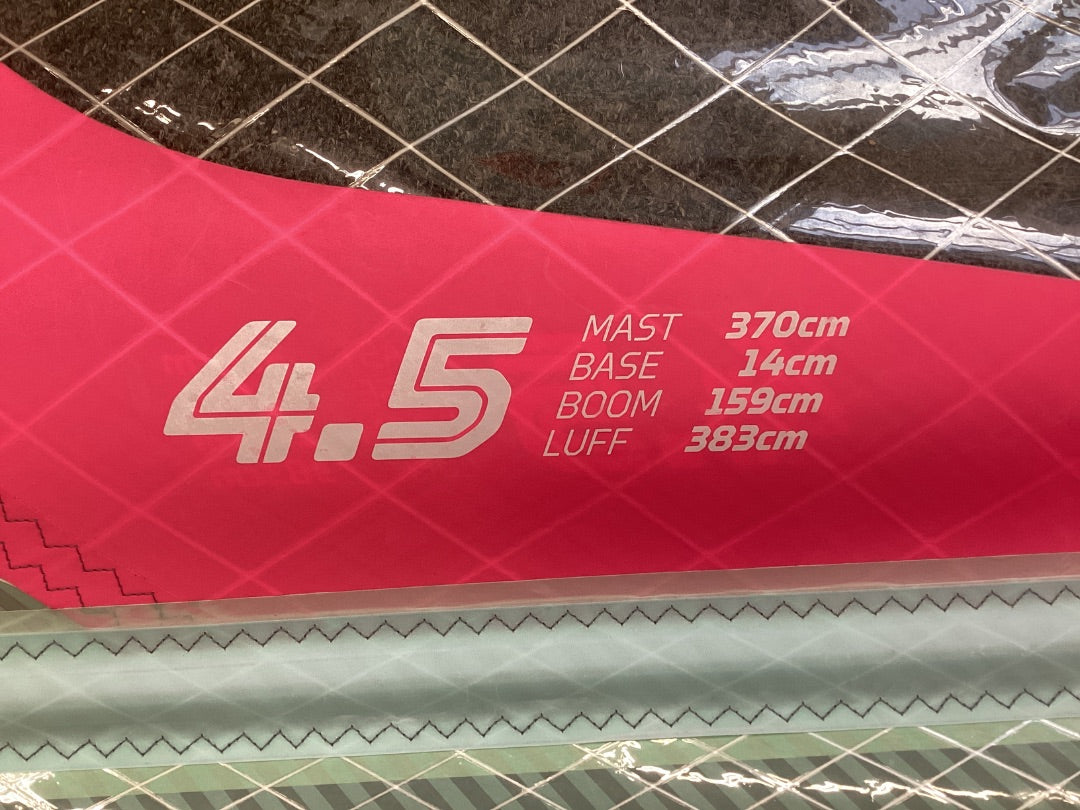 4.5
MAST 370cm
BASE 14cm
BOOM 159cm
LUFF 383cm